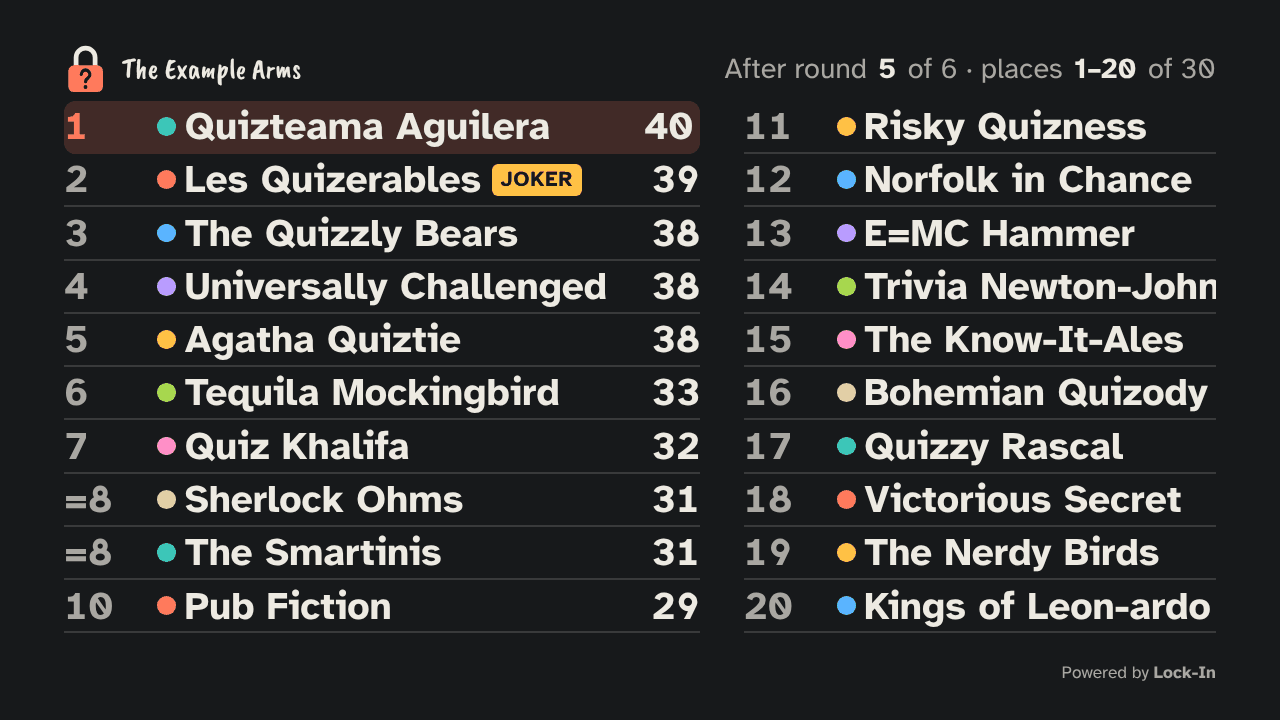 ?
The Example Arms
After round 5 of 6 · places 1–20 of 30
1 Quizteama Aguilera 40
2 Les Quizerables JOKER 39
3 The Quizzly Bears 38
4 Universally Challenged 38
5 Agatha Quiztie 38
6 Tequila Mockingbird 33
7 Quiz Khalifa 32
=8 Sherlock Ohms 31
=8 The Smartinis 31
10 Pub Fiction 29
11 Risky Quizness
12 Norfolk in Chance
13 E=MC Hammer
14 Trivia Newton-John
15 The Know-It-Ales
16 Bohemian Quizody
17 Quizzy Rascal
18 Victorious Secret
19 The Nerdy Birds
20 Kings of Leon-ardo
Powered by Lock-In